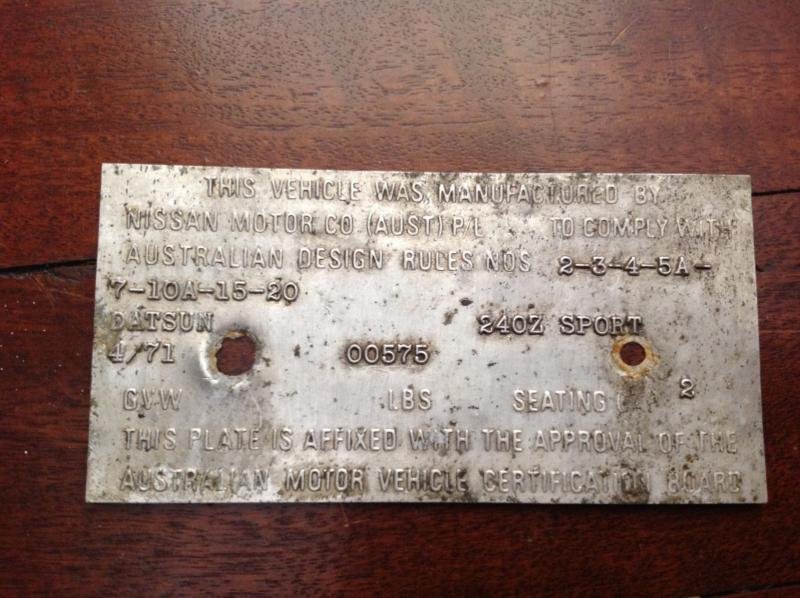 THIS VEHICLE WAS MANUFACTURED BY
NISSAN MOTOR CO (AUST) P/L TO COMPLY WITH
AUSTRALIAN DESIGN RULES NOS 2-3-4-5A-
7-10A-15-20
DATSUN 240Z SPORT
4/71 00575
GVW LBS SEATING 2
THIS PLATE IS AFFIXED WITH THE APPROVAL OF THE
AUSTRALIAN MOTOR VEHICLE CERTIFICATION BOARD